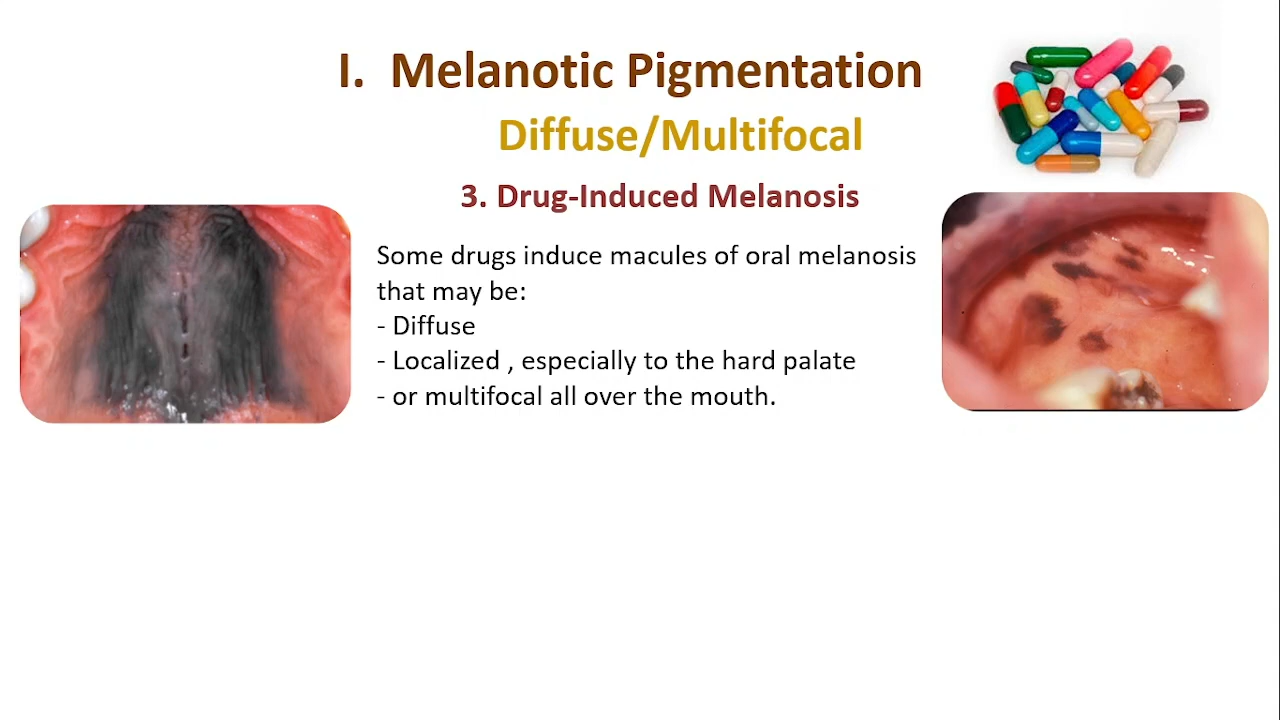 I. Melanotic Pigmentation
Diffuse/Multifocal
3. Drug-Induced Melanosis
Some drugs induce macules of oral melanosis
that may be:
- Diffuse
- Localized , especially to the hard palate
- or multifocal all over the mouth.